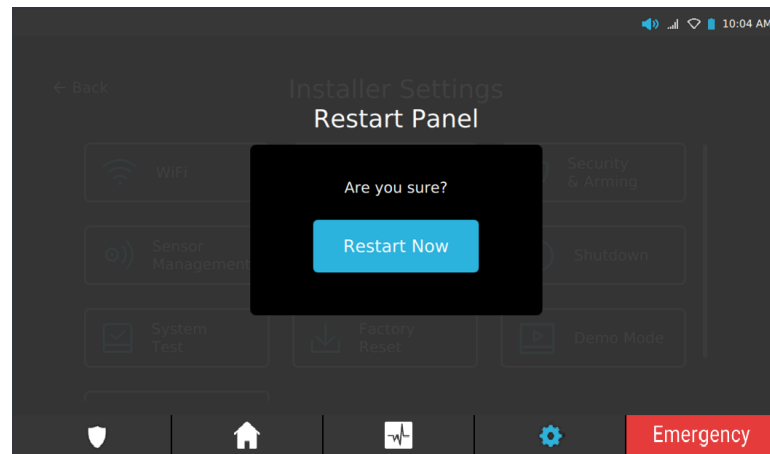 10:04 AM
← Back
Installer Settings
Restart Panel
WiFi
Security
& Arming
Are you sure?
Restart Now
Sensor
Management
Shutdown
System
Test
Factory
Reset
Demo Mode
Emergency